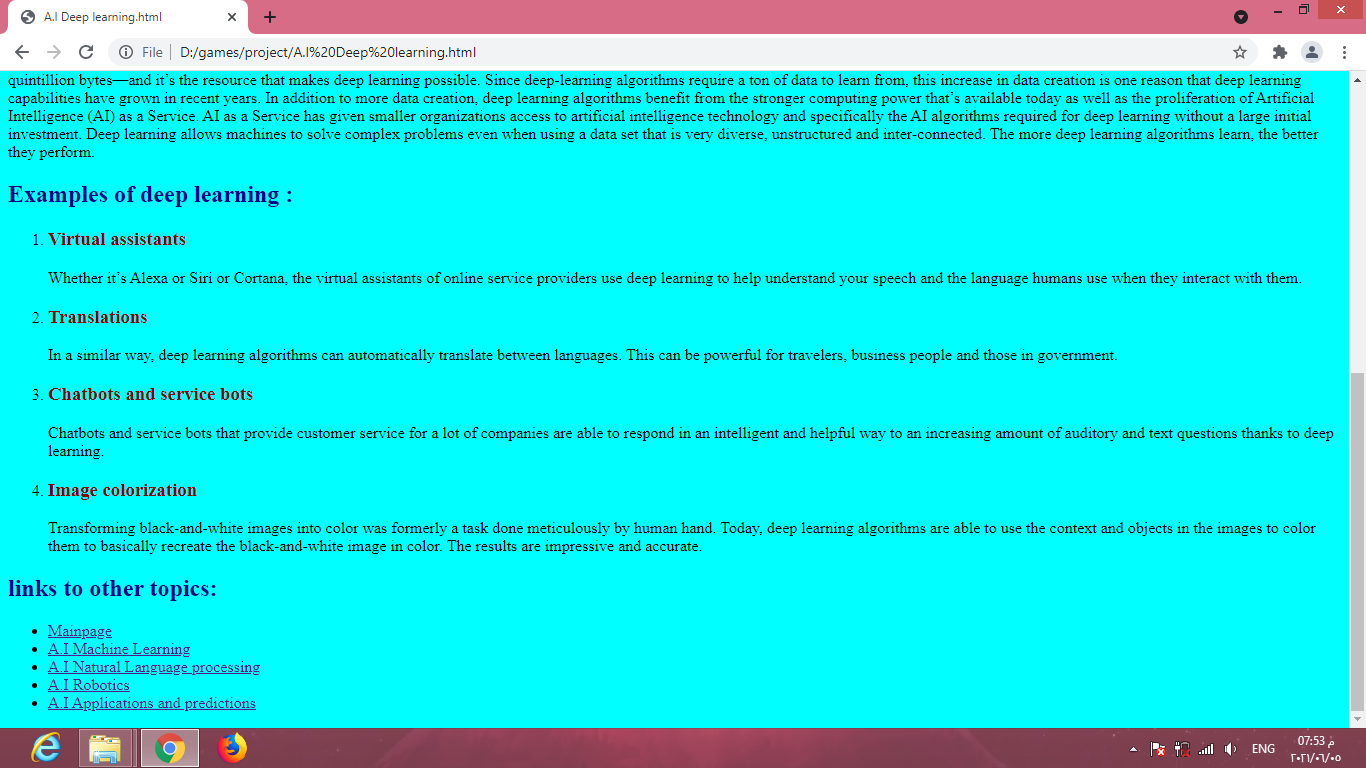 A.I Deep learning.html
File D:/games/project/A.I%20Deep%20learning.html
quintillion bytes—and it’s the resource that makes deep learning possible. Since deep-learning algorithms require a ton of data to learn from, this increase in data creation is one reason that deep learning
capabilities have grown in recent years. In addition to more data creation, deep learning algorithms benefit from the stronger computing power that’s available today as well as the proliferation of Artificial
Intelligence (AI) as a Service. AI as a Service has given smaller organizations access to artificial intelligence technology and specifically the AI algorithms required for deep learning without a large initial
investment. Deep learning allows machines to solve complex problems even when using a data set that is very diverse, unstructured and inter-connected. The more deep learning algorithms learn, the better
they perform.
Examples of deep learning :
1. Virtual assistants
Whether it’s Alexa or Siri or Cortana, the virtual assistants of online service providers use deep learning to help understand your speech and the language humans use when they interact with them.
2. Translations
In a similar way, deep learning algorithms can automatically translate between languages. This can be powerful for travelers, business people and those in government.
3. Chatbots and service bots
Chatbots and service bots that provide customer service for a lot of companies are able to respond in an intelligent and helpful way to an increasing amount of auditory and text questions thanks to deep
learning.
4. Image colorization
Transforming black-and-white images into color was formerly a task done meticulously by human hand. Today, deep learning algorithms are able to use the context and objects in the images to color
them to basically recreate the black-and-white image in color. The results are impressive and accurate.
links to other topics:
• Mainpage
• A.I Machine Learning
• A.I Natural Language processing
• A.I Robotics
• A.I Applications and predictions
ENG
07:53 م
٢٠٢١/٠٦/٠٥